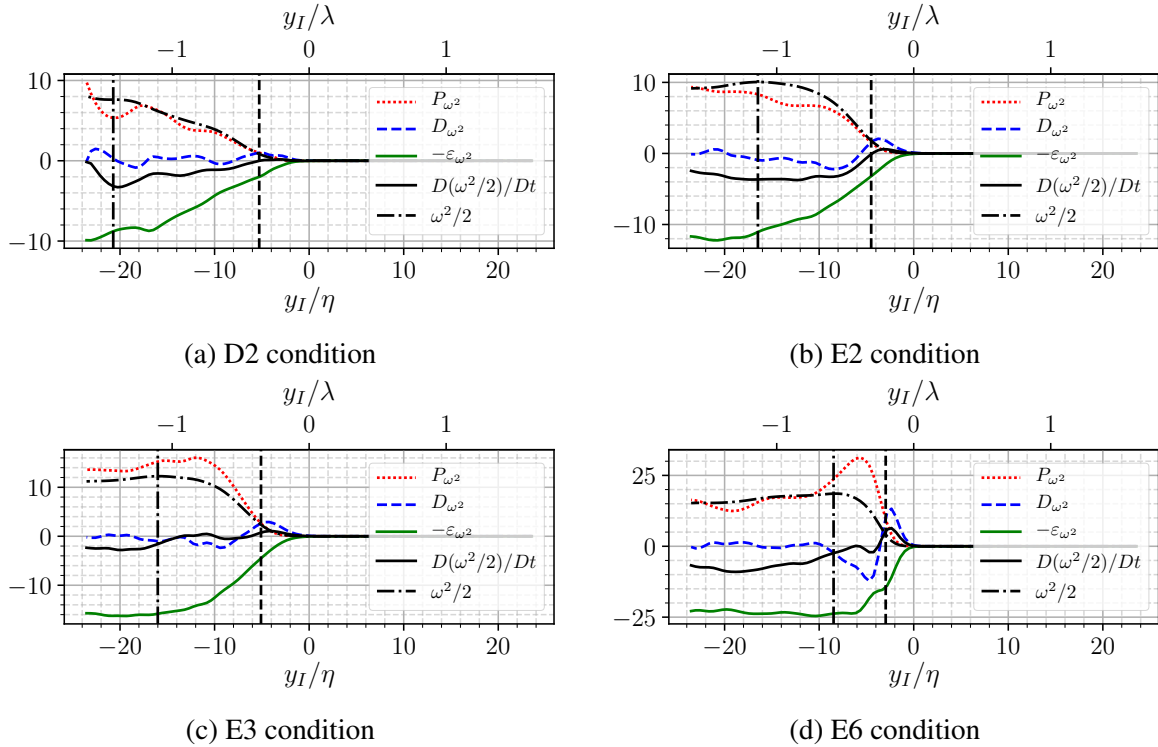 y_I/λ
−1 0 1
10
0
−10
P_{ω²}
D_{ω²}
−ε_{ω²}
D(ω²/2)/Dt
ω²/2
−20 −10 0 10 20
y_I/η
(a) D2 condition
y_I/λ
−1 0 1
10
0
−10
P_{ω²}
D_{ω²}
−ε_{ω²}
D(ω²/2)/Dt
ω²/2
−20 −10 0 10 20
y_I/η
(b) E2 condition
y_I/λ
−1 0 1
10
0
−10
P_{ω²}
D_{ω²}
−ε_{ω²}
D(ω²/2)/Dt
ω²/2
−20 −10 0 10 20
y_I/η
(c) E3 condition
y_I/λ
−1 0 1
25
0
−25
P_{ω²}
D_{ω²}
−ε_{ω²}
D(ω²/2)/Dt
ω²/2
−20 −10 0 10 20
y_I/η
(d) E6 condition